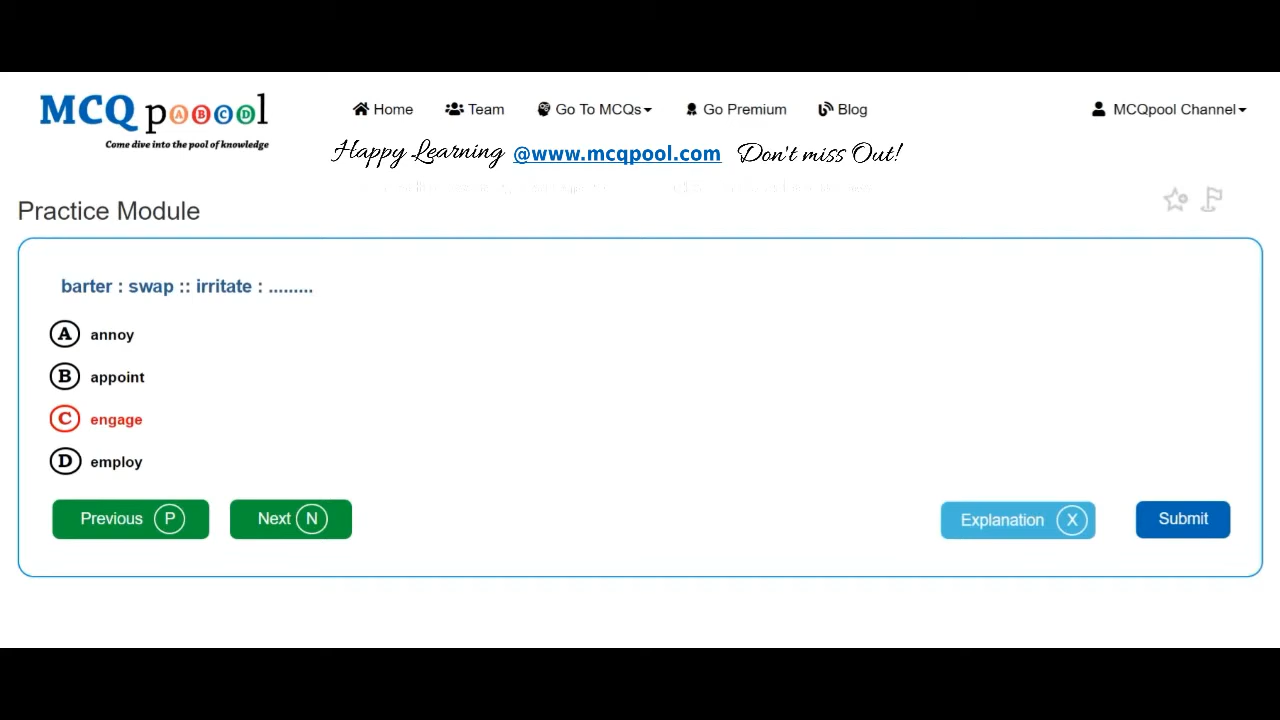 MCQ pooool
Come dive into the pool of knowledge
Home Team Go To MCQs Go Premium Blog MCQpool Channel
Happy Learning @www.mcqpool.com Don't miss Out!
Practice Module
barter : swap :: irritate : .........
A annoy
B appoint
C engage
D employ
Previous P Next N Explanation X Submit